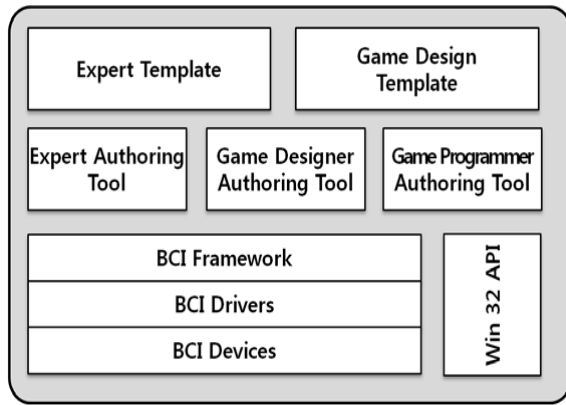 Expert Template
Game Design
Template
Expert Authoring
Tool
Game Designer
Authoring Tool
Game Programmer
Authoring Tool
BCI Framework
BCI Drivers
BCI Devices
Win 32 API